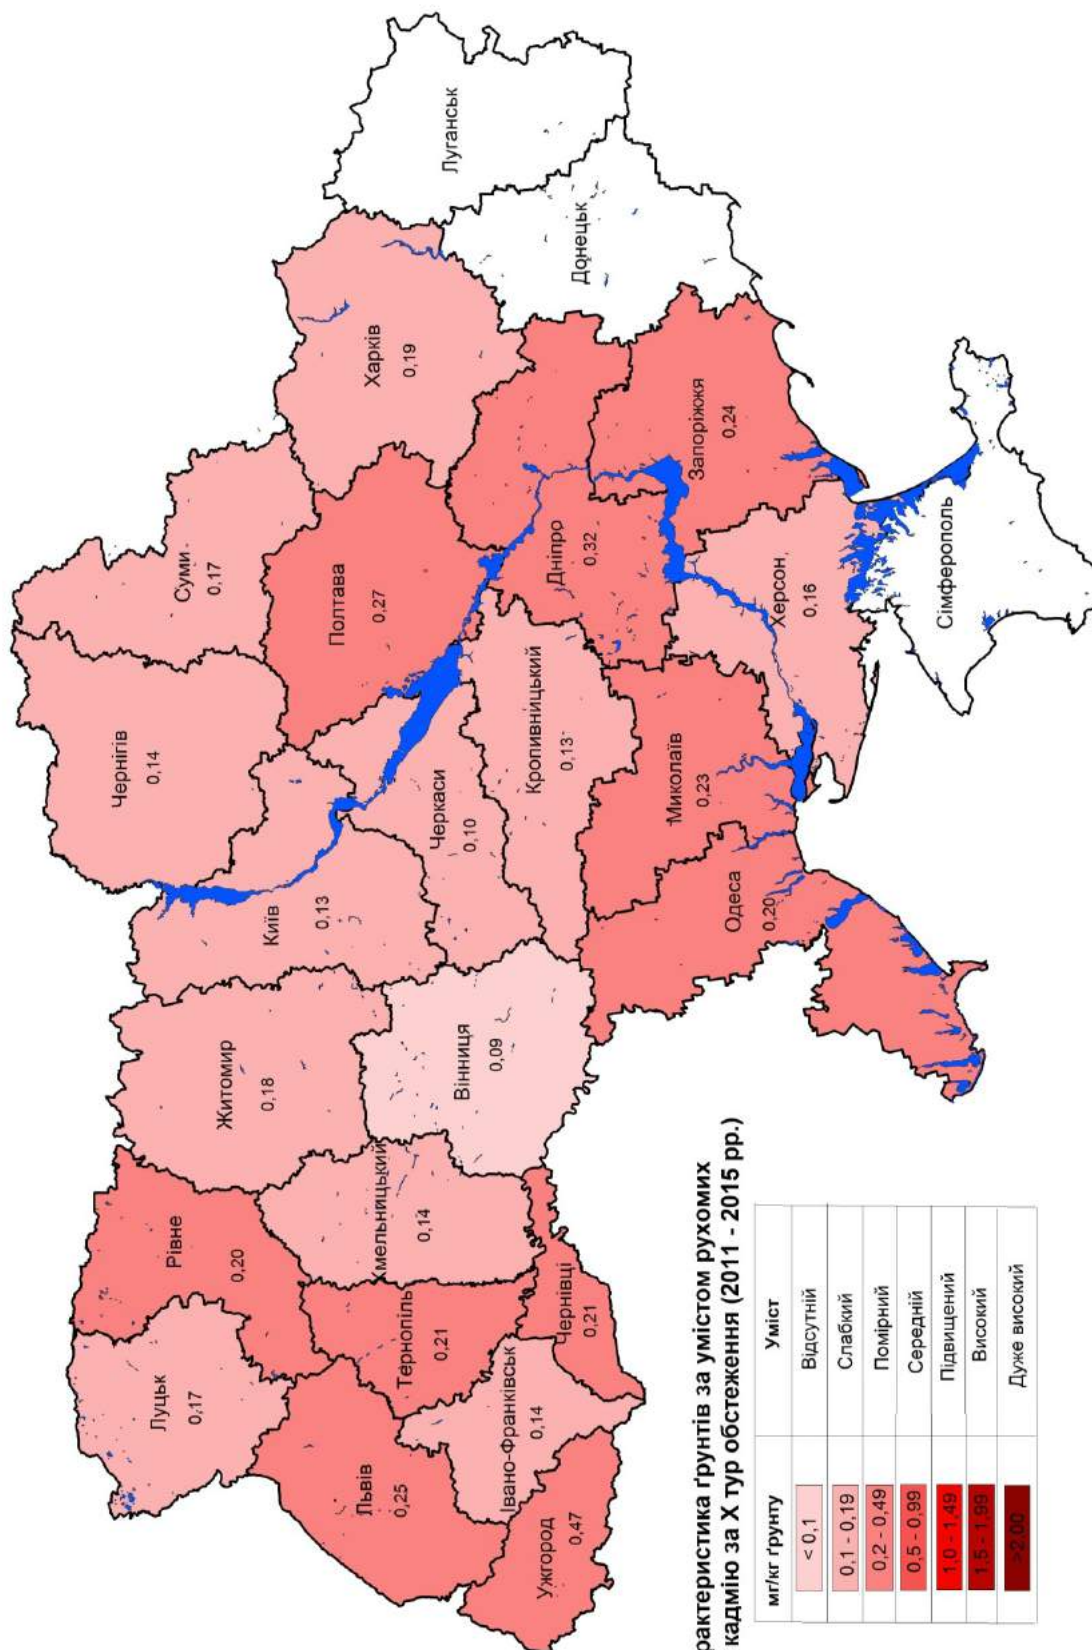 Луцьк
0,17
Рівне
0,20
Житомир
0,18
Київ
0,13
Чернігів
0,14
Суми
0,17
Львів
0,25
Тернопіль
0,21
Хмельницький
0,14
Вінниця
0,09
Черкаси
0,10
Полтава
0,27
Харків
0,19
Луганськ
Ужгород
0,47
Івано-Франківськ
0,14
Чернівці
0,21
Кропивницький
0,13
Дніпро
0,32
Донецьк
Одеса
0,20
Миколаїв
0,23
Херсон
0,16
Запоріжжя
0,24
Сімферополь
рактеристика ґрунтів за умістом рухомих
кадмію за X тур обстеження (2011 - 2015 рр.)
мг/кг ґрунту Уміст
< 0,1 Відсутній
0,1 - 0,19 Слабкий
0,2 - 0,49 Помірний
0,5 - 0,99 Середній
1,0 - 1,49 Підвищений
1,5 - 1,99 Високий
>2,00 Дуже високий